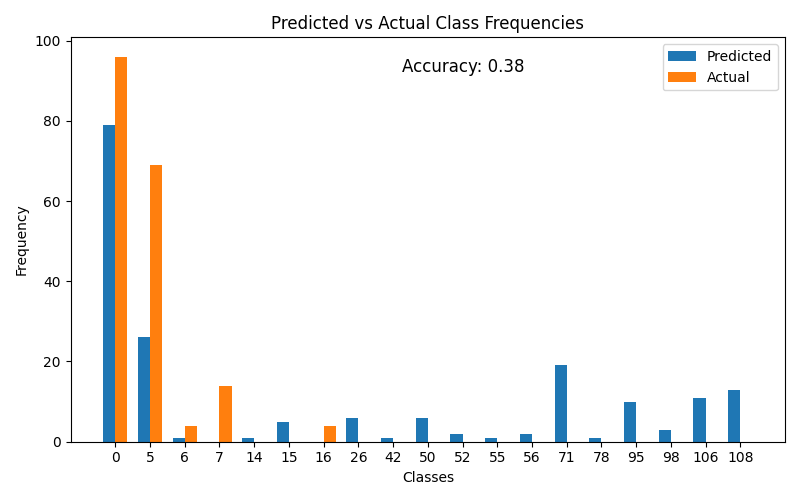 Predicted vs Actual Class Frequencies
Accuracy: 0.38
Predicted
Actual
Frequency
100
80
60
40
20
0
0 5 6 7 14 15 16 26 42 50 52 55 56 71 78 95 98 106 108
Classes